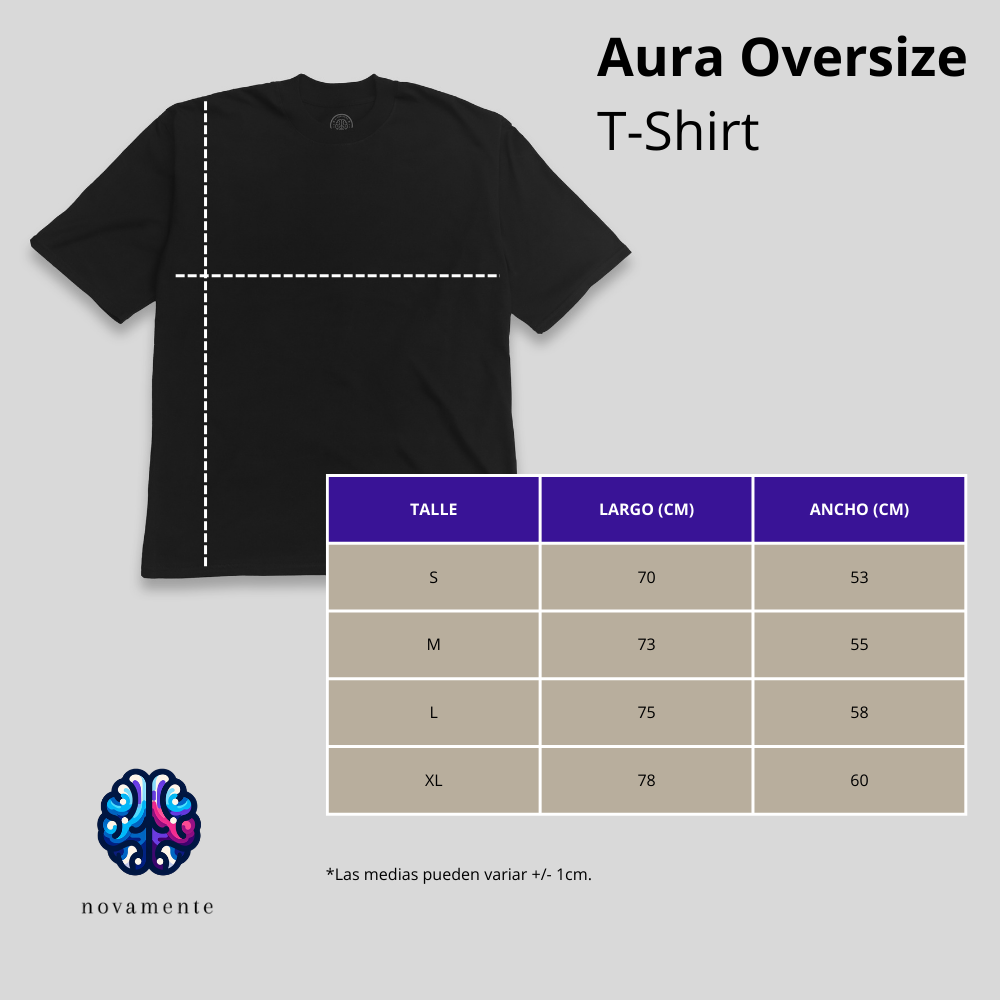 Aura Oversize
T-Shirt
TALLE LARGO (CM) ANCHO (CM)
S 70 53
M 73 55
L 75 58
XL 78 60
*Las medias pueden variar +/- 1cm.
novamente